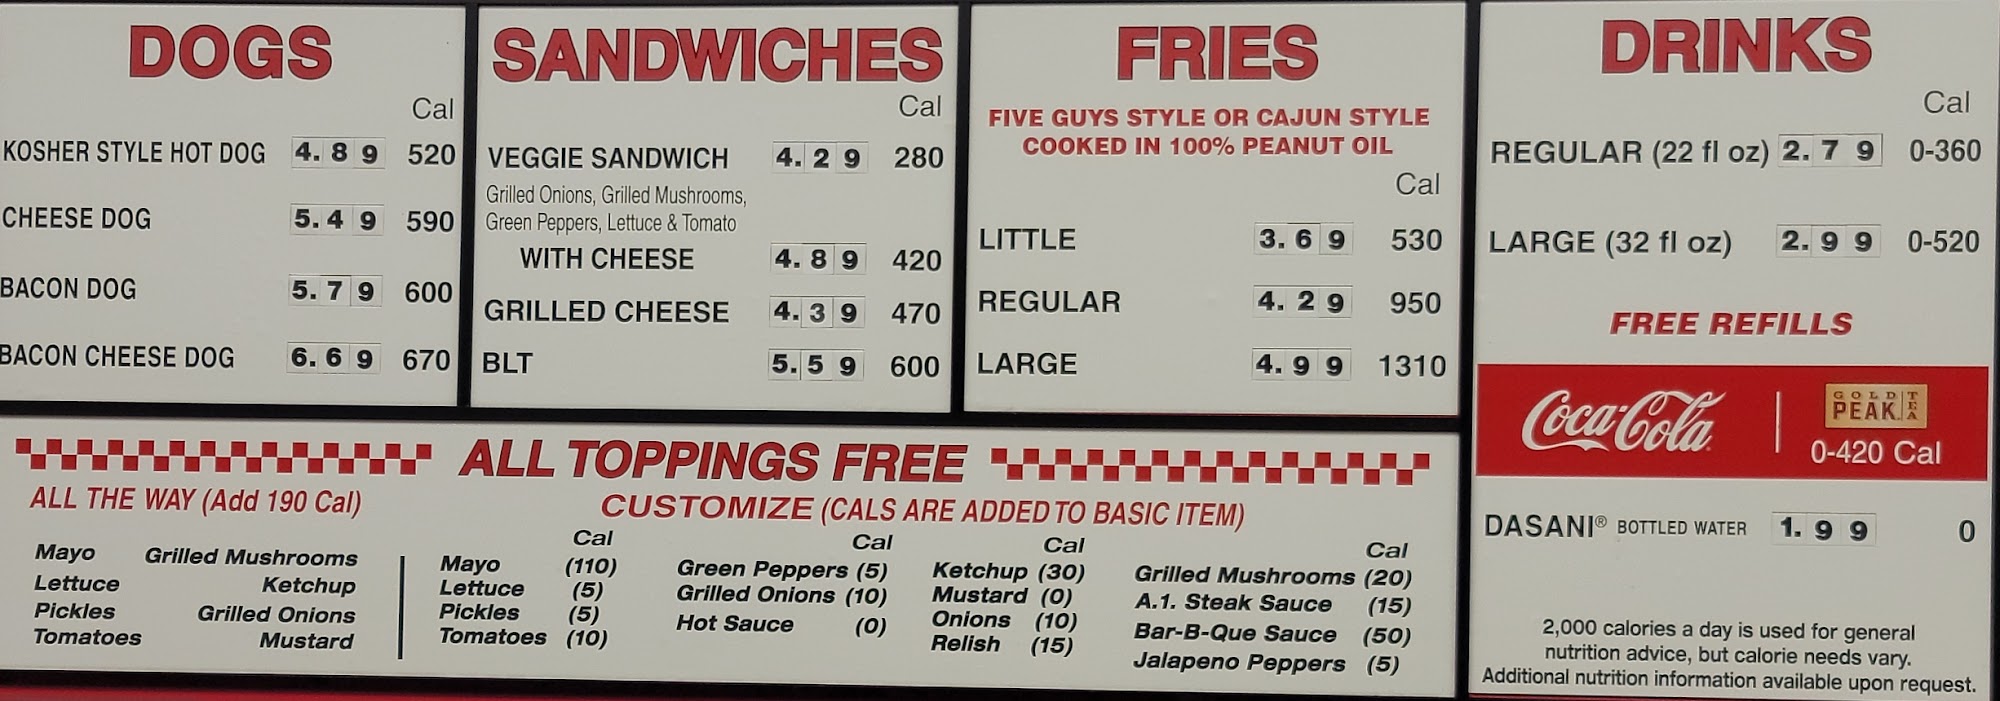 DOGS
Cal
KOSHER STYLE HOT DOG 4.89 520
CHEESE DOG 5.49 590
BACON DOG 5.79 600
BACON CHEESE DOG 6.69 670
SANDWICHES
Cal
VEGGIE SANDWICH 4.29 280
Grilled Onions, Grilled Mushrooms,
Green Peppers, Lettuce & Tomato
WITH CHEESE 4.89 420
GRILLED CHEESE 4.39 470
BLT 5.59 600
FRIES
FIVE GUYS STYLE OR CAJUN STYLE
COOKED IN 100% PEANUT OIL
Cal
LITTLE 3.69 530
REGULAR 4.29 950
LARGE 4.99 1310
DRINKS
Cal
REGULAR (22 fl oz) 2.79 0-360
LARGE (32 fl oz) 2.99 0-520
FREE REFILLS
Coca-Cola
GOLD PEAK TEA
0-420 Cal
DASANI® BOTTLED WATER 1.99 0
2,000 calories a day is used for general
nutrition advice, but calorie needs vary.
Additional nutrition information available upon request.
ALL TOPPINGS FREE
ALL THE WAY (Add 190 Cal)
Mayo Grilled Mushrooms
Lettuce Ketchup
Pickles Grilled Onions
Tomatoes Mustard
CUSTOMIZE (CALS ARE ADDED TO BASIC ITEM)
Cal
Mayo (110)
Lettuce (5)
Pickles (5)
Tomatoes (10)
Cal
Green Peppers (5)
Grilled Onions (10)
Hot Sauce (0)
Cal
Ketchup (30)
Mustard (0)
Onions (10)
Relish (15)
Cal
Grilled Mushrooms (20)
A.1. Steak Sauce (15)
Bar-B-Que Sauce (50)
Jalapeno Peppers (5)